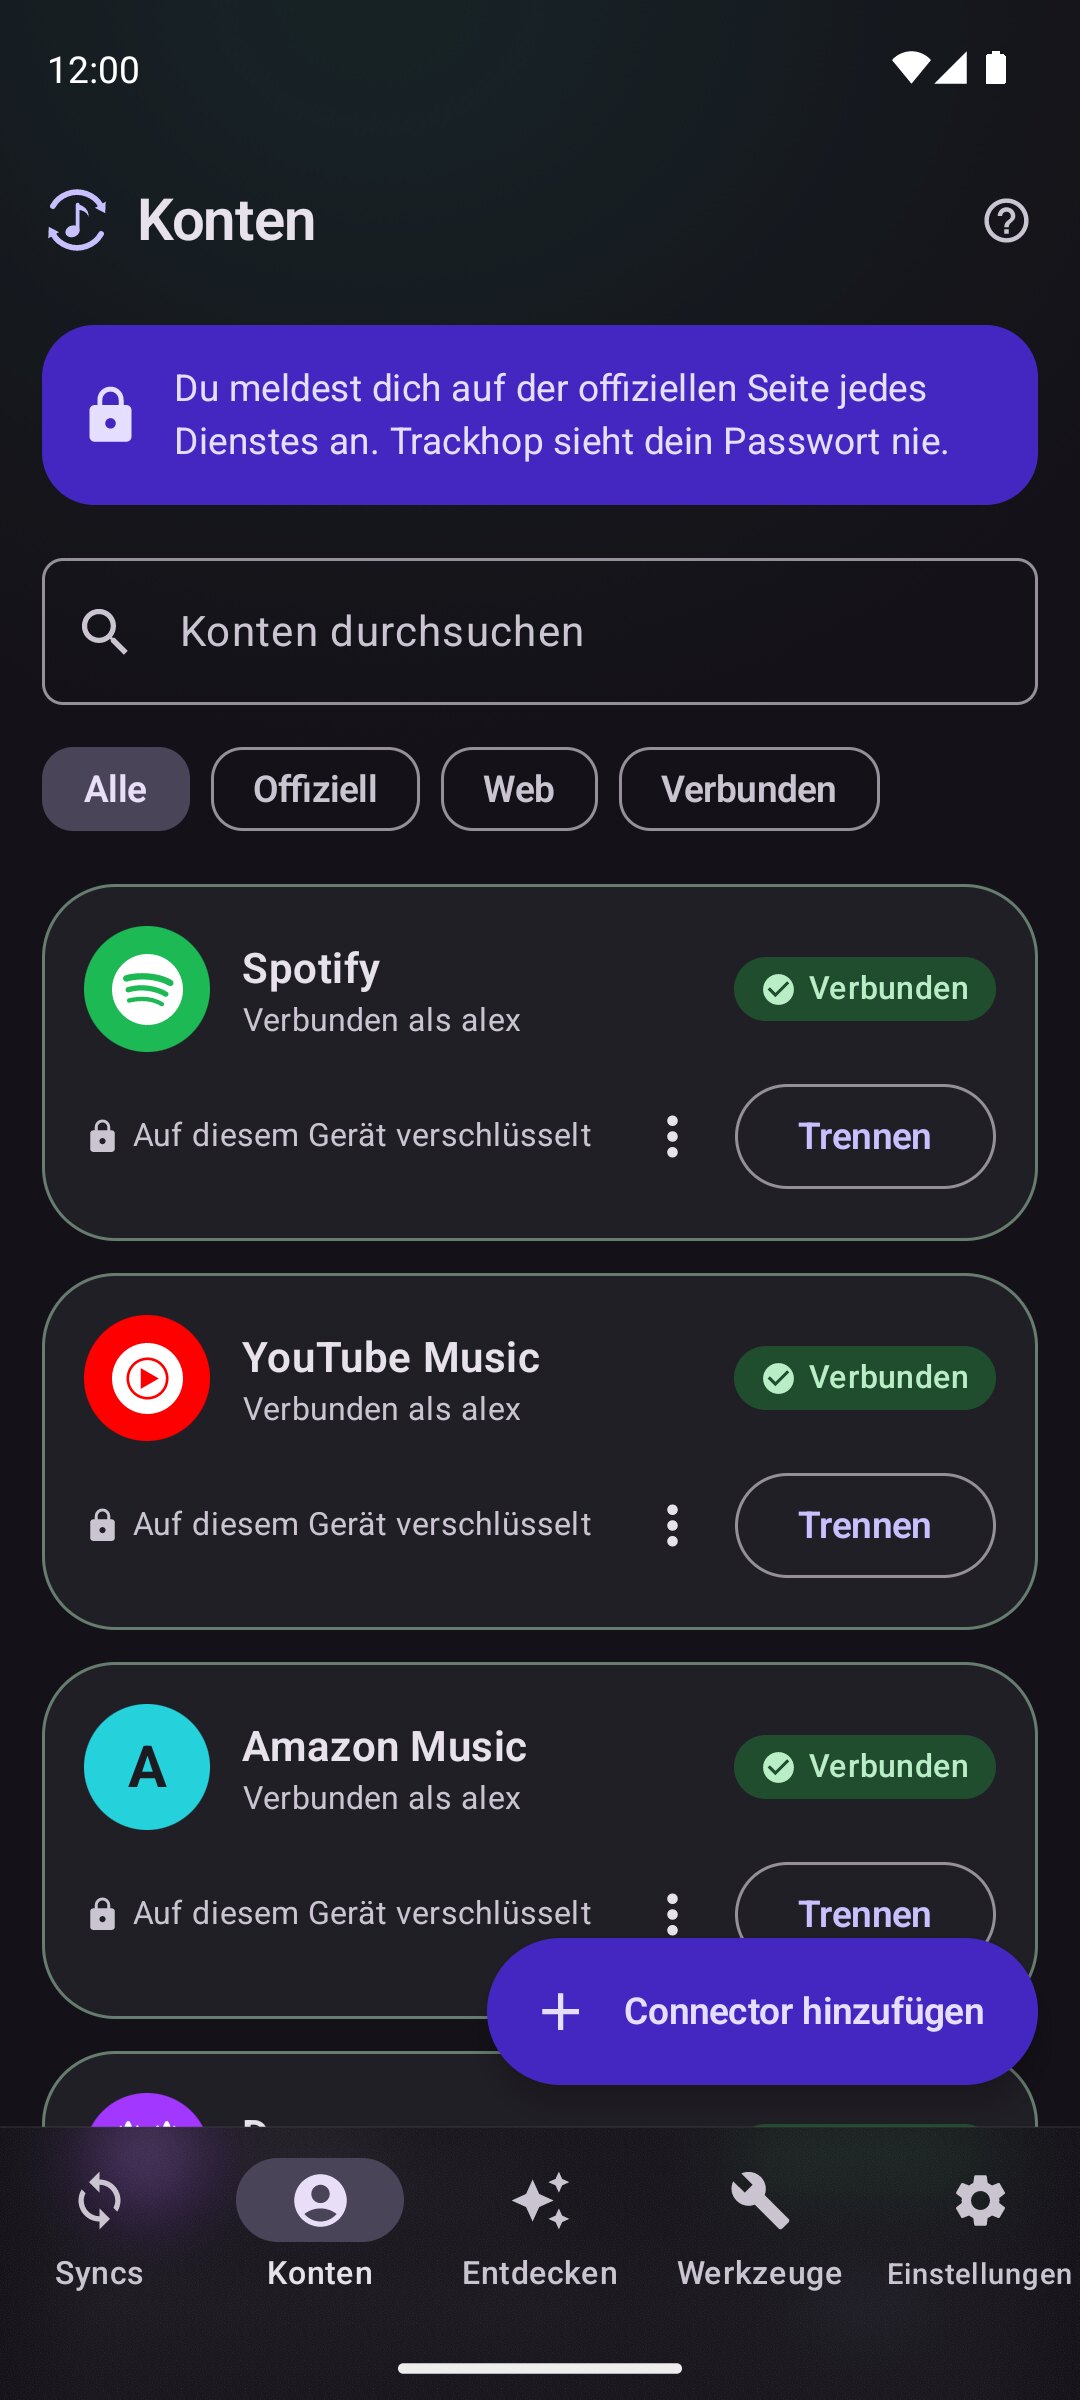 12:00
Konten
Du meldest dich auf der offiziellen Seite jedes
Dienstes an. Trackhop sieht dein Passwort nie.
Konten durchsuchen
Alle
Offiziell
Web
Verbunden
Spotify
Verbunden als alex
Verbunden
Auf diesem Gerät verschlüsselt
Trennen
YouTube Music
Verbunden als alex
Verbunden
Auf diesem Gerät verschlüsselt
Trennen
A
Amazon Music
Verbunden als alex
Verbunden
Auf diesem Gerät verschlüsselt
Trennen
Connector hinzufügen
Syncs
Konten
Entdecken
Werkzeuge
Einstellungen